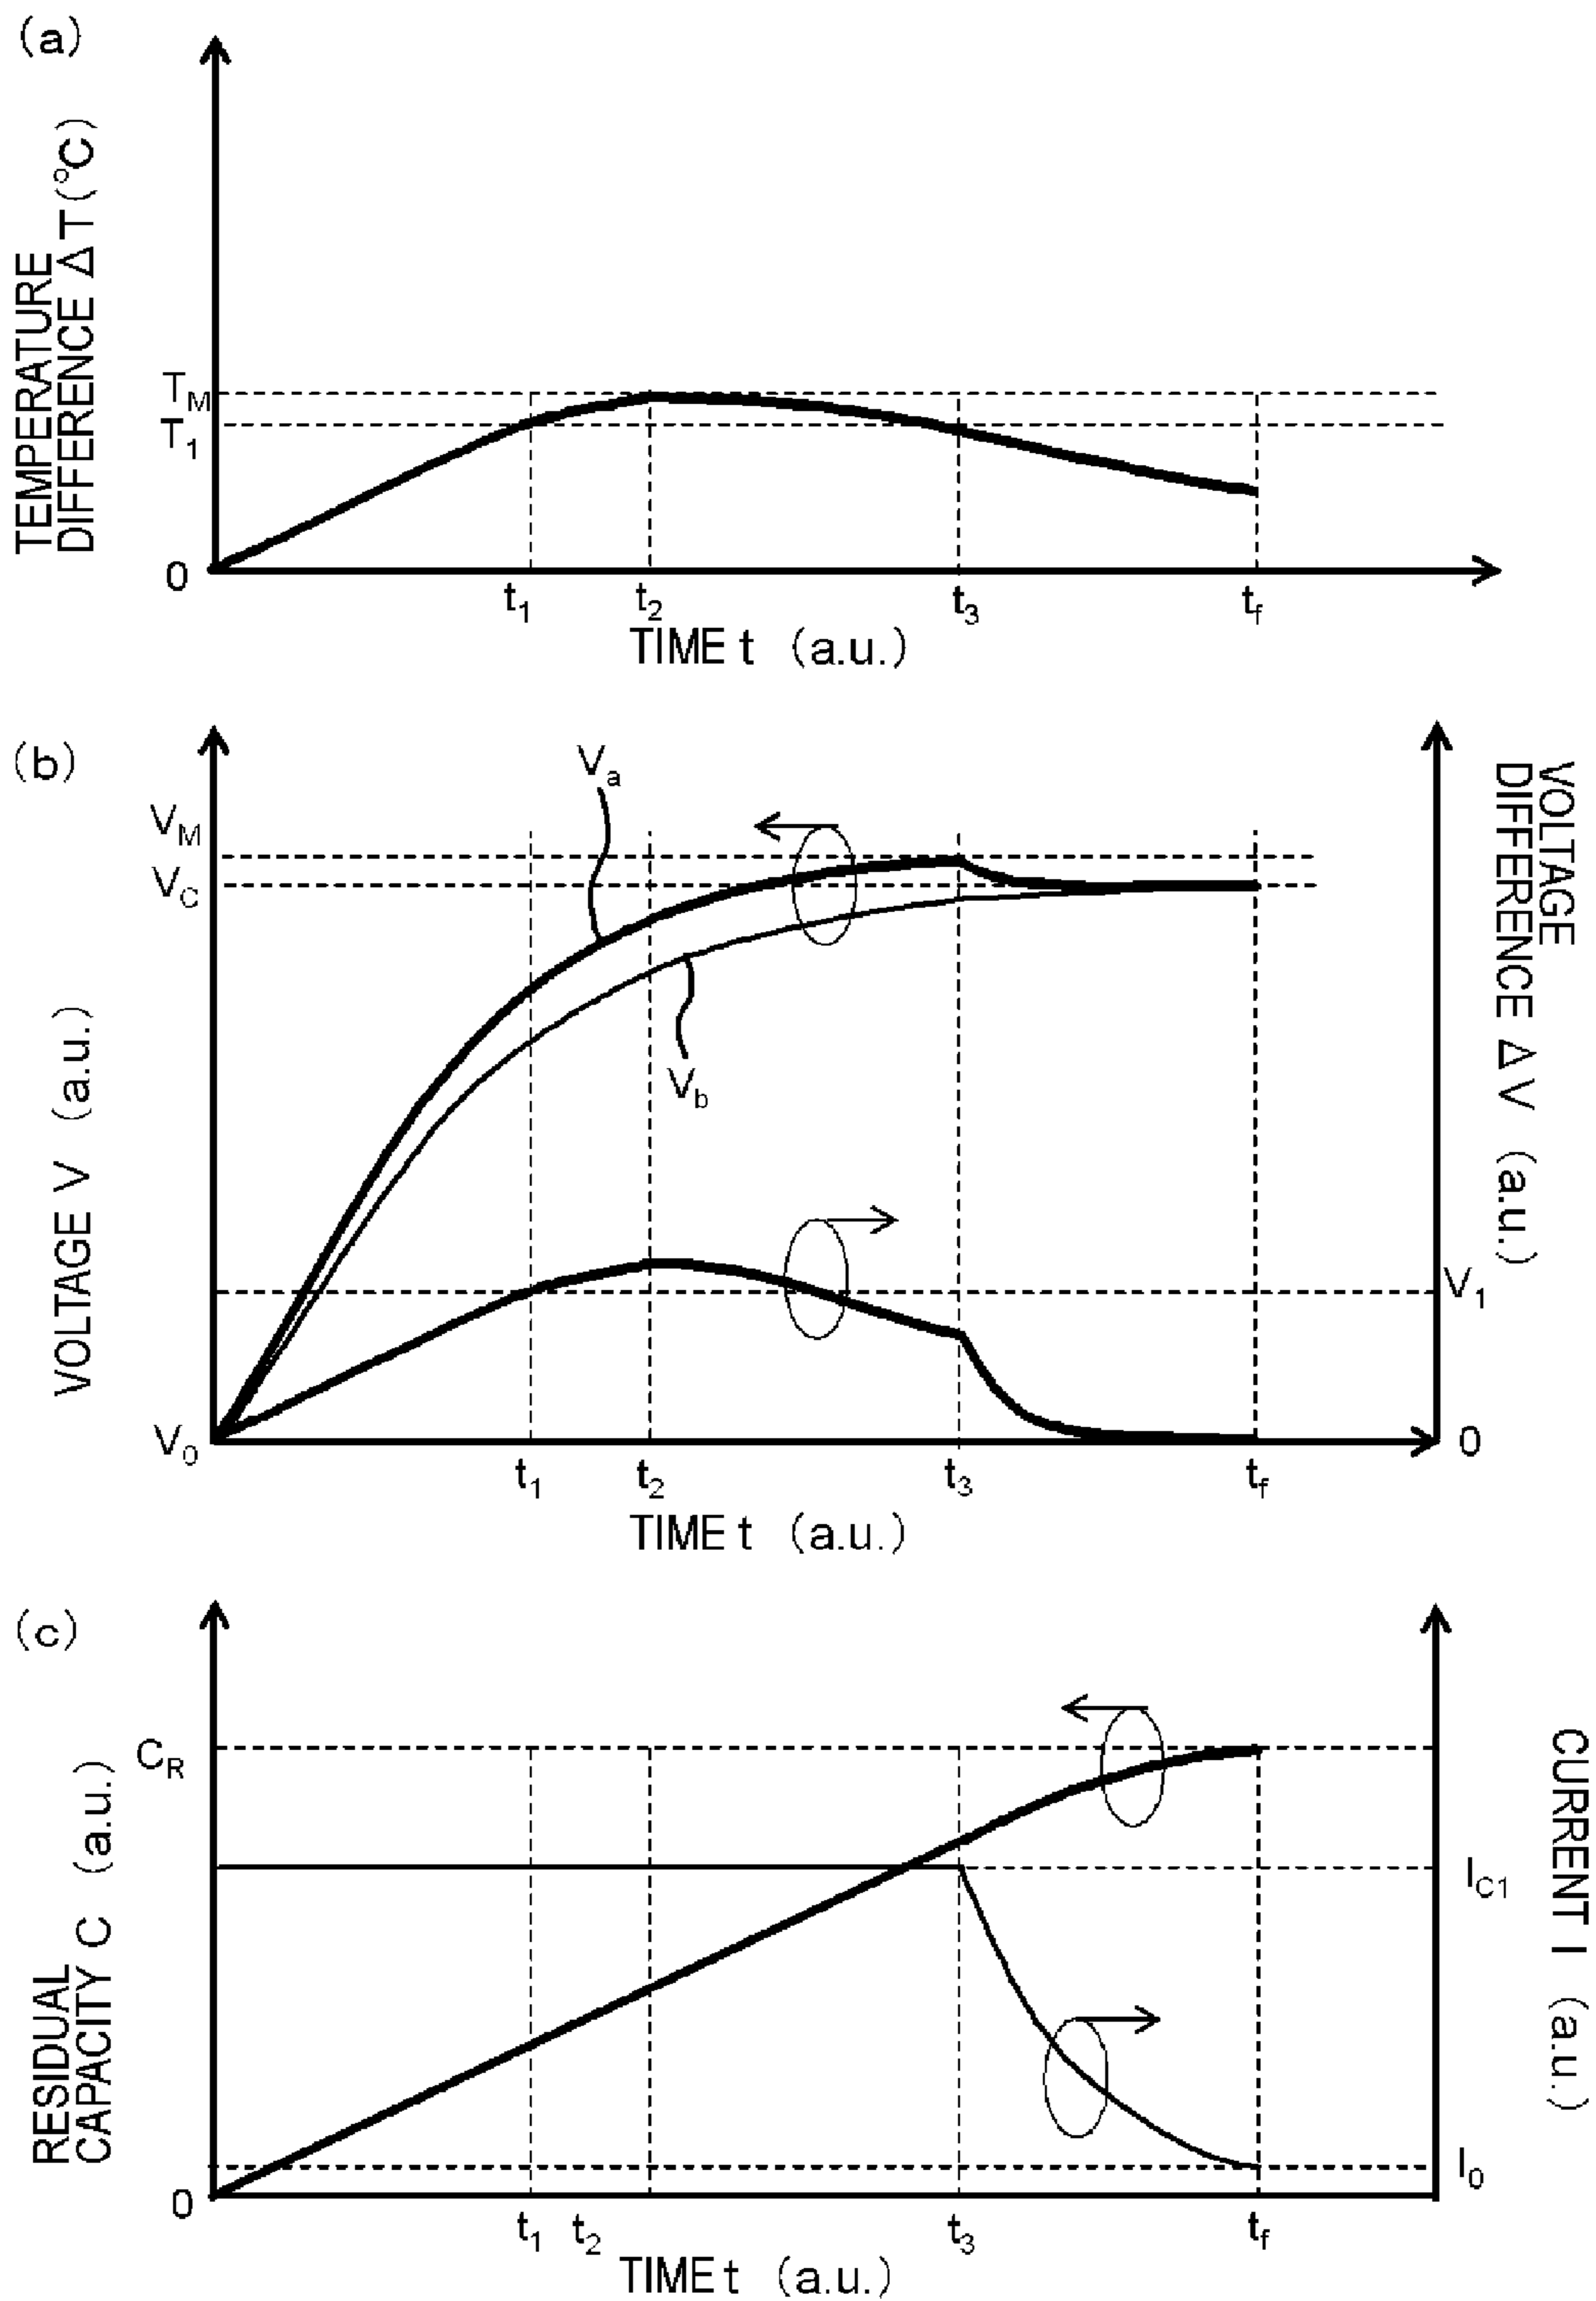 (a)
TEMPERATURE
DIFFERENCE ΔT(℃)
T_M
T_1
0
t_1 t_2 t_3 t_f
TIME t (a.u.)
(b)
V_a
V_M
V_C
V_b
VOLTAGE V (a.u.)
VOLTAGE
DIFFERENCE ΔV (a.u.)
V_1
V_0
0
t_1 t_2 t_3 t_f
TIME t (a.u.)
(c)
C_R
RESIDUAL
CAPACITY C (a.u.)
CURRENT I (a.u.)
I_C1
I_0
0
t_1 t_2 t_3 t_f
TIME t (a.u.)